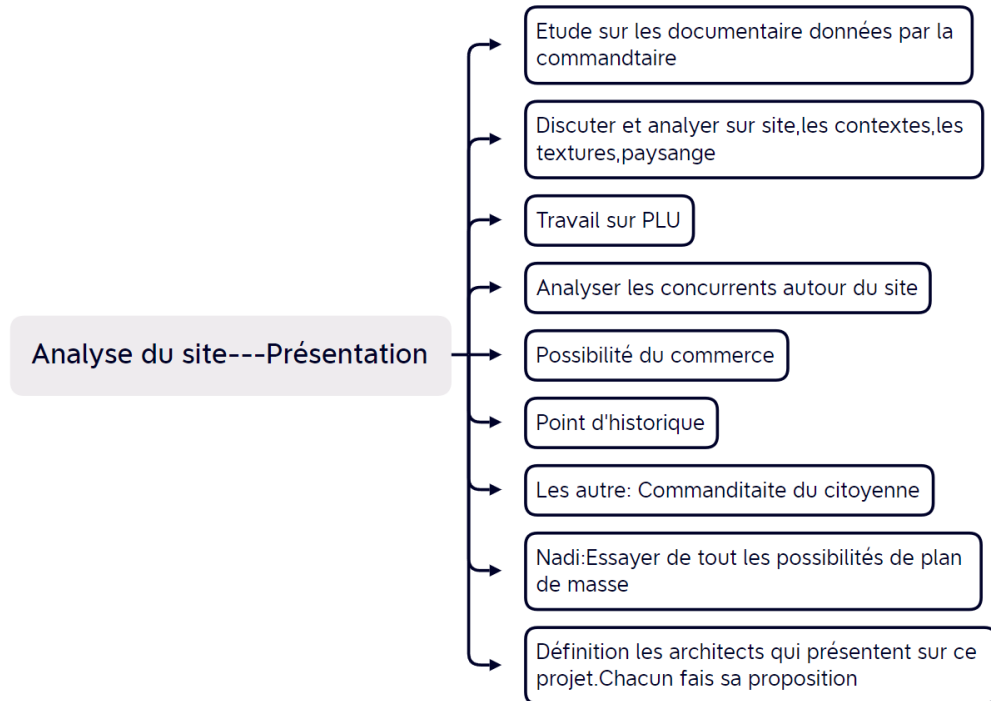 Etude sur les documentaire données par la
commandtaire
Discuter et analyer sur site,les contextes,les
textures,paysange
Travail sur PLU
Analyser les concurrents autour du site
Analyse du site---Présentation
Possibilité du commerce
Point d'historique
Les autre: Commanditaite du citoyenne
Nadi:Essayer de tout les possibilités de plan
de masse
Définition les architects qui présentent sur ce
projet.Chacun fais sa proposition